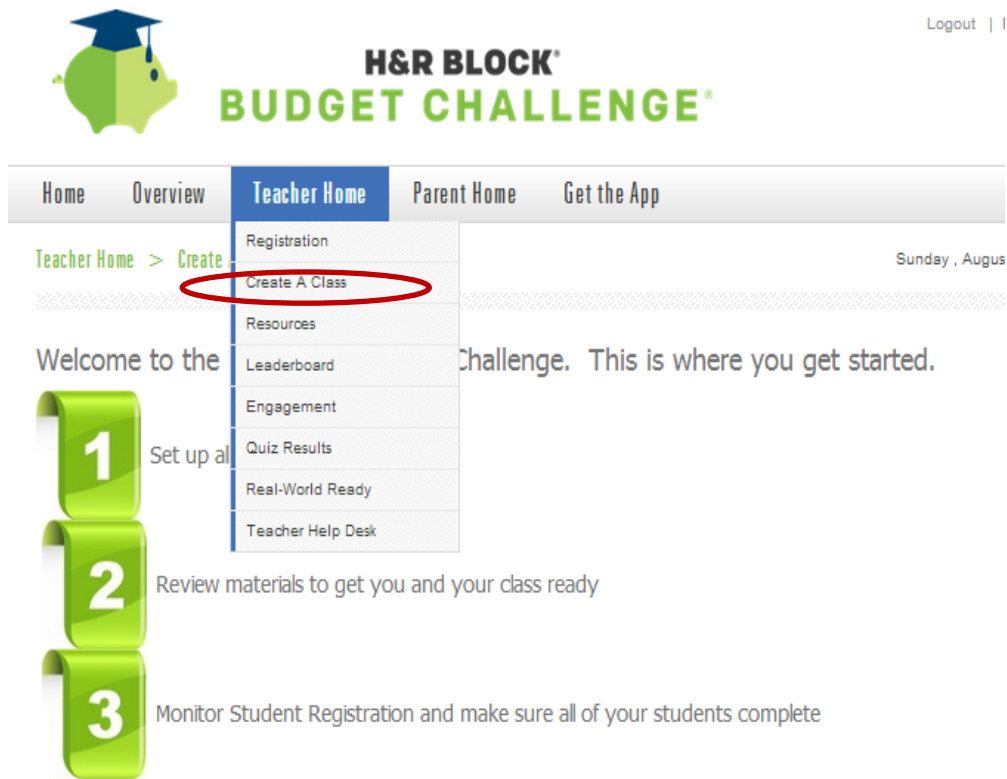 Logout |
H&R BLOCK®
BUDGET CHALLENGE®
Home Overview Teacher Home Parent Home Get the App
Registration
Teacher Home > Create
Sunday , Augus
Create A Class
Resources
Welcome to the Challenge. This is where you get started.
Leaderboard
Engagement
1 Set up al
Quiz Results
Real-World Ready
Teacher Help Desk
2 Review materials to get you and your class ready
3 Monitor Student Registration and make sure all of your students complete